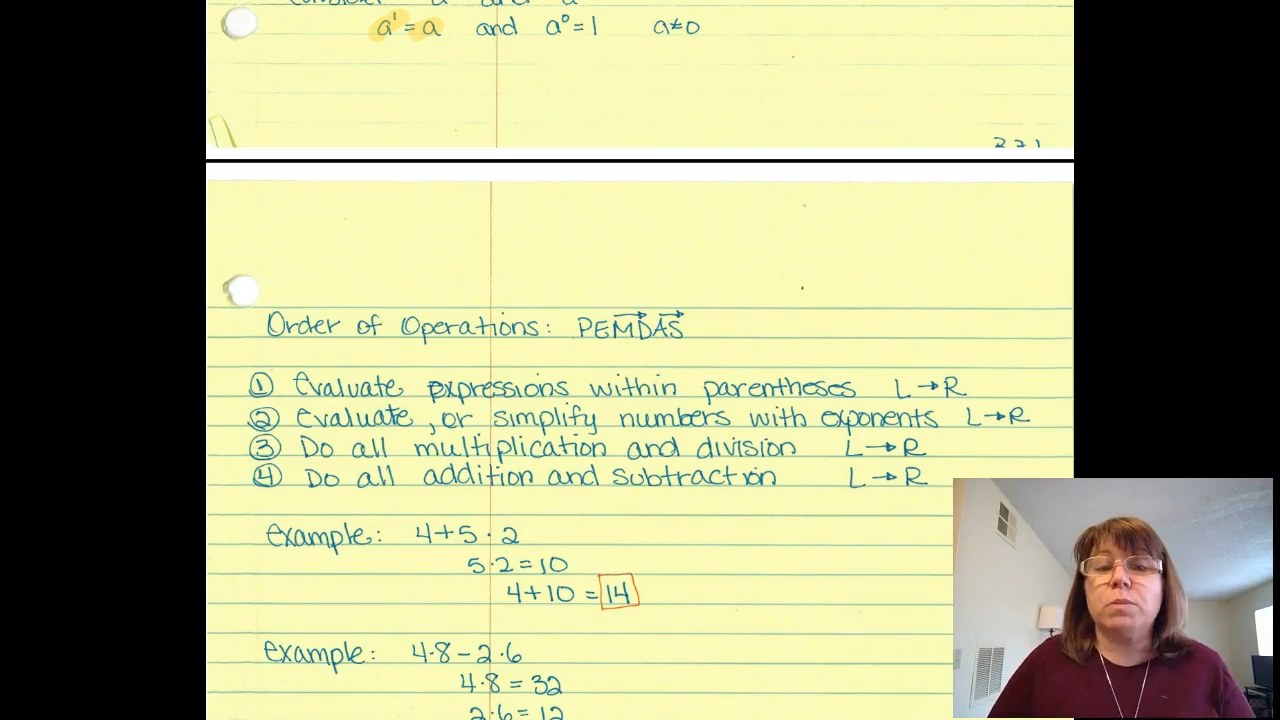 a¹ = a and a⁰ = 1 a≠0
Order of Operations: PEMDAS
① Evaluate expressions within parentheses L→R
② Evaluate, or simplify numbers with exponents L→R
③ Do all multiplication and division L→R
④ Do all addition and subtraction L→R
Example: 4+5·2
5·2=10
4+10 = 14
Example: 4·8-2·6
4·8 = 32
2·6 = 12